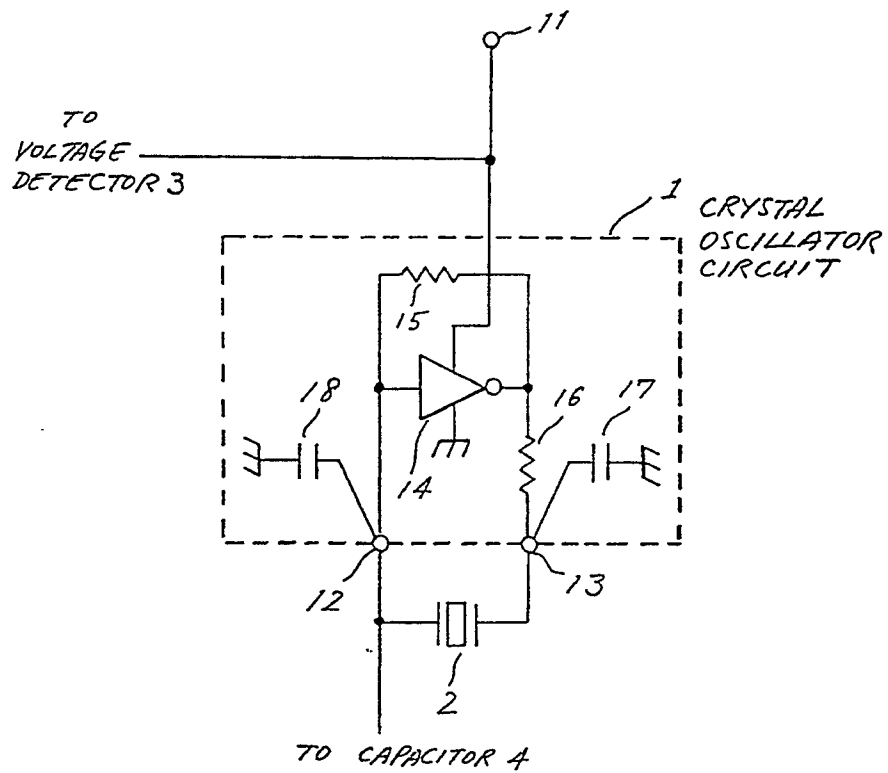 11
TO
VOLTAGE
DETECTOR 3
1
CRYSTAL
OSCILLATOR
CIRCUIT
15
18
16
17
14
12
13
2
TO CAPACITOR 4